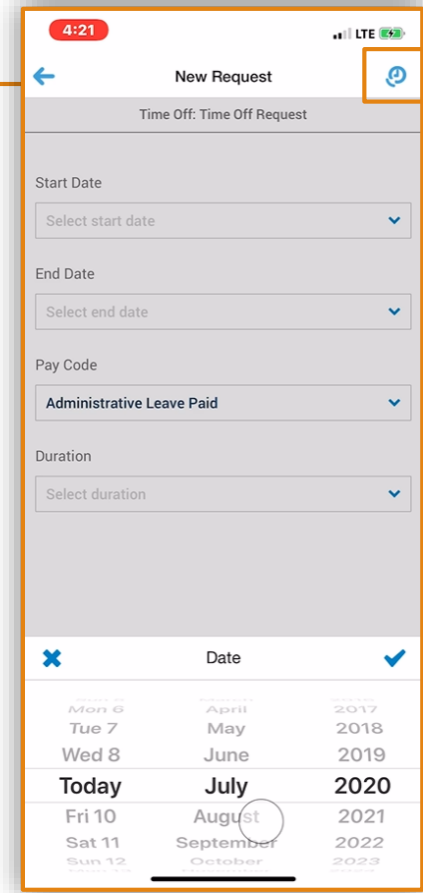 4:21 LTE
New Request
Time Off: Time Off Request
Start Date
Select start date
End Date
Select end date
Pay Code
Administrative Leave Paid
Duration
Select duration
Date
Mon 6 April 2017
Tue 7 May 2018
Wed 8 June 2019
Today July 2020
Fri 10 August 2021
Sat 11 September 2022
Sun 12 October 2023